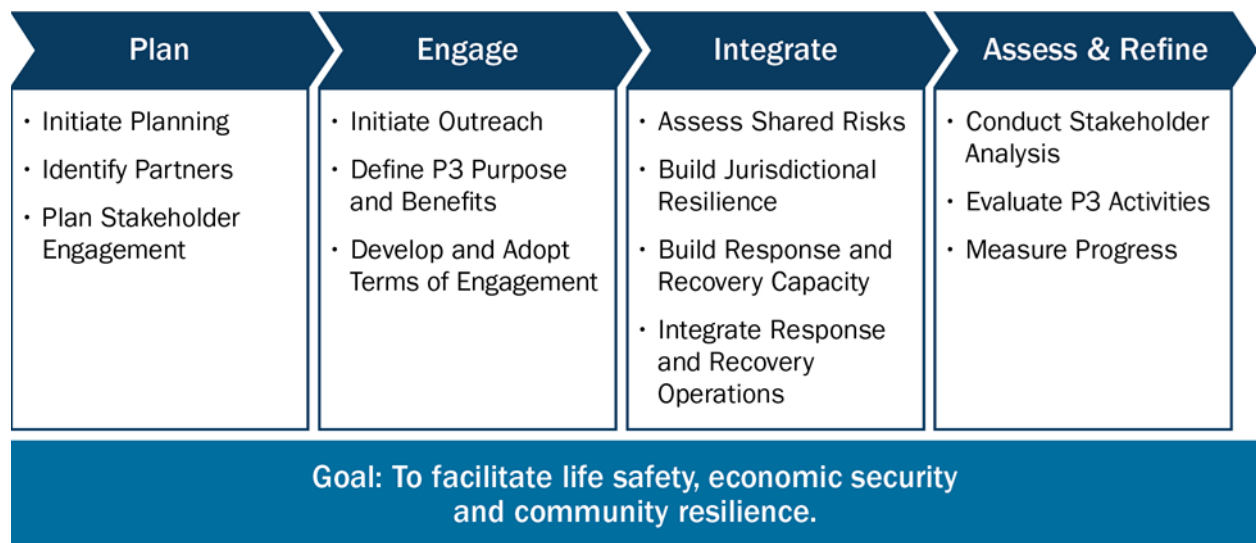 Plan
· Initiate Planning
· Identify Partners
· Plan Stakeholder
Engagement
Engage
· Initiate Outreach
· Define P3 Purpose
and Benefits
· Develop and Adopt
Terms of Engagement
Integrate
· Assess Shared Risks
· Build Jurisdictional
Resilience
· Build Response and
Recovery Capacity
· Integrate Response
and Recovery
Operations
Assess & Refine
· Conduct Stakeholder
Analysis
· Evaluate P3 Activities
· Measure Progress
Goal: To facilitate life safety, economic security
and community resilience.